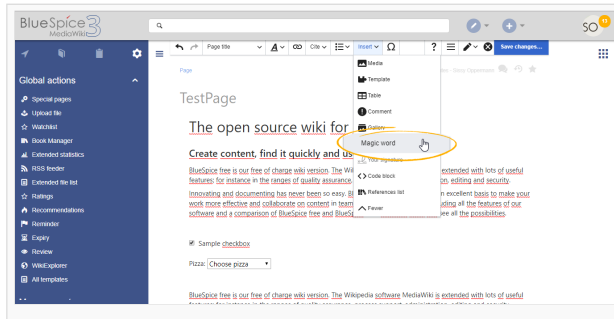 BlueSpice 3
MediaWiki
SO
Page title
A
Cite
Insert
Ω
?
Save changes...
Global actions
Special pages
Upload file
Watchlist
Book Manager
Extended statistics
RSS feeder
Extended file list
Ratings
Recommendations
Reminder
Expiry
Review
WikiExplorer
All templates
Page
TestPage
The open source wiki for
Create content, find it quickly and us
BlueSpice free is our free of charge wiki version. The Wik
extended with lots of useful
features; for instance in the ranges of quality assurance,
on, editing and security.
Innovating and documenting has never been so easy. Bl
n excellent basis to make your
work more effective and collaborate on content in team
uding all the features of our
software and a comparison of BlueSpice free and BlueSp
see all the possibilities.
Media
Template
Table
Comment
Gallery
Magic word
Your signature
Code block
References list
Fewer
Sample checkbox
Pizza: Choose pizza
BlueSpice free is our free of charge wiki version. The Wikipedia software MediaWiki is extended with lots of useful